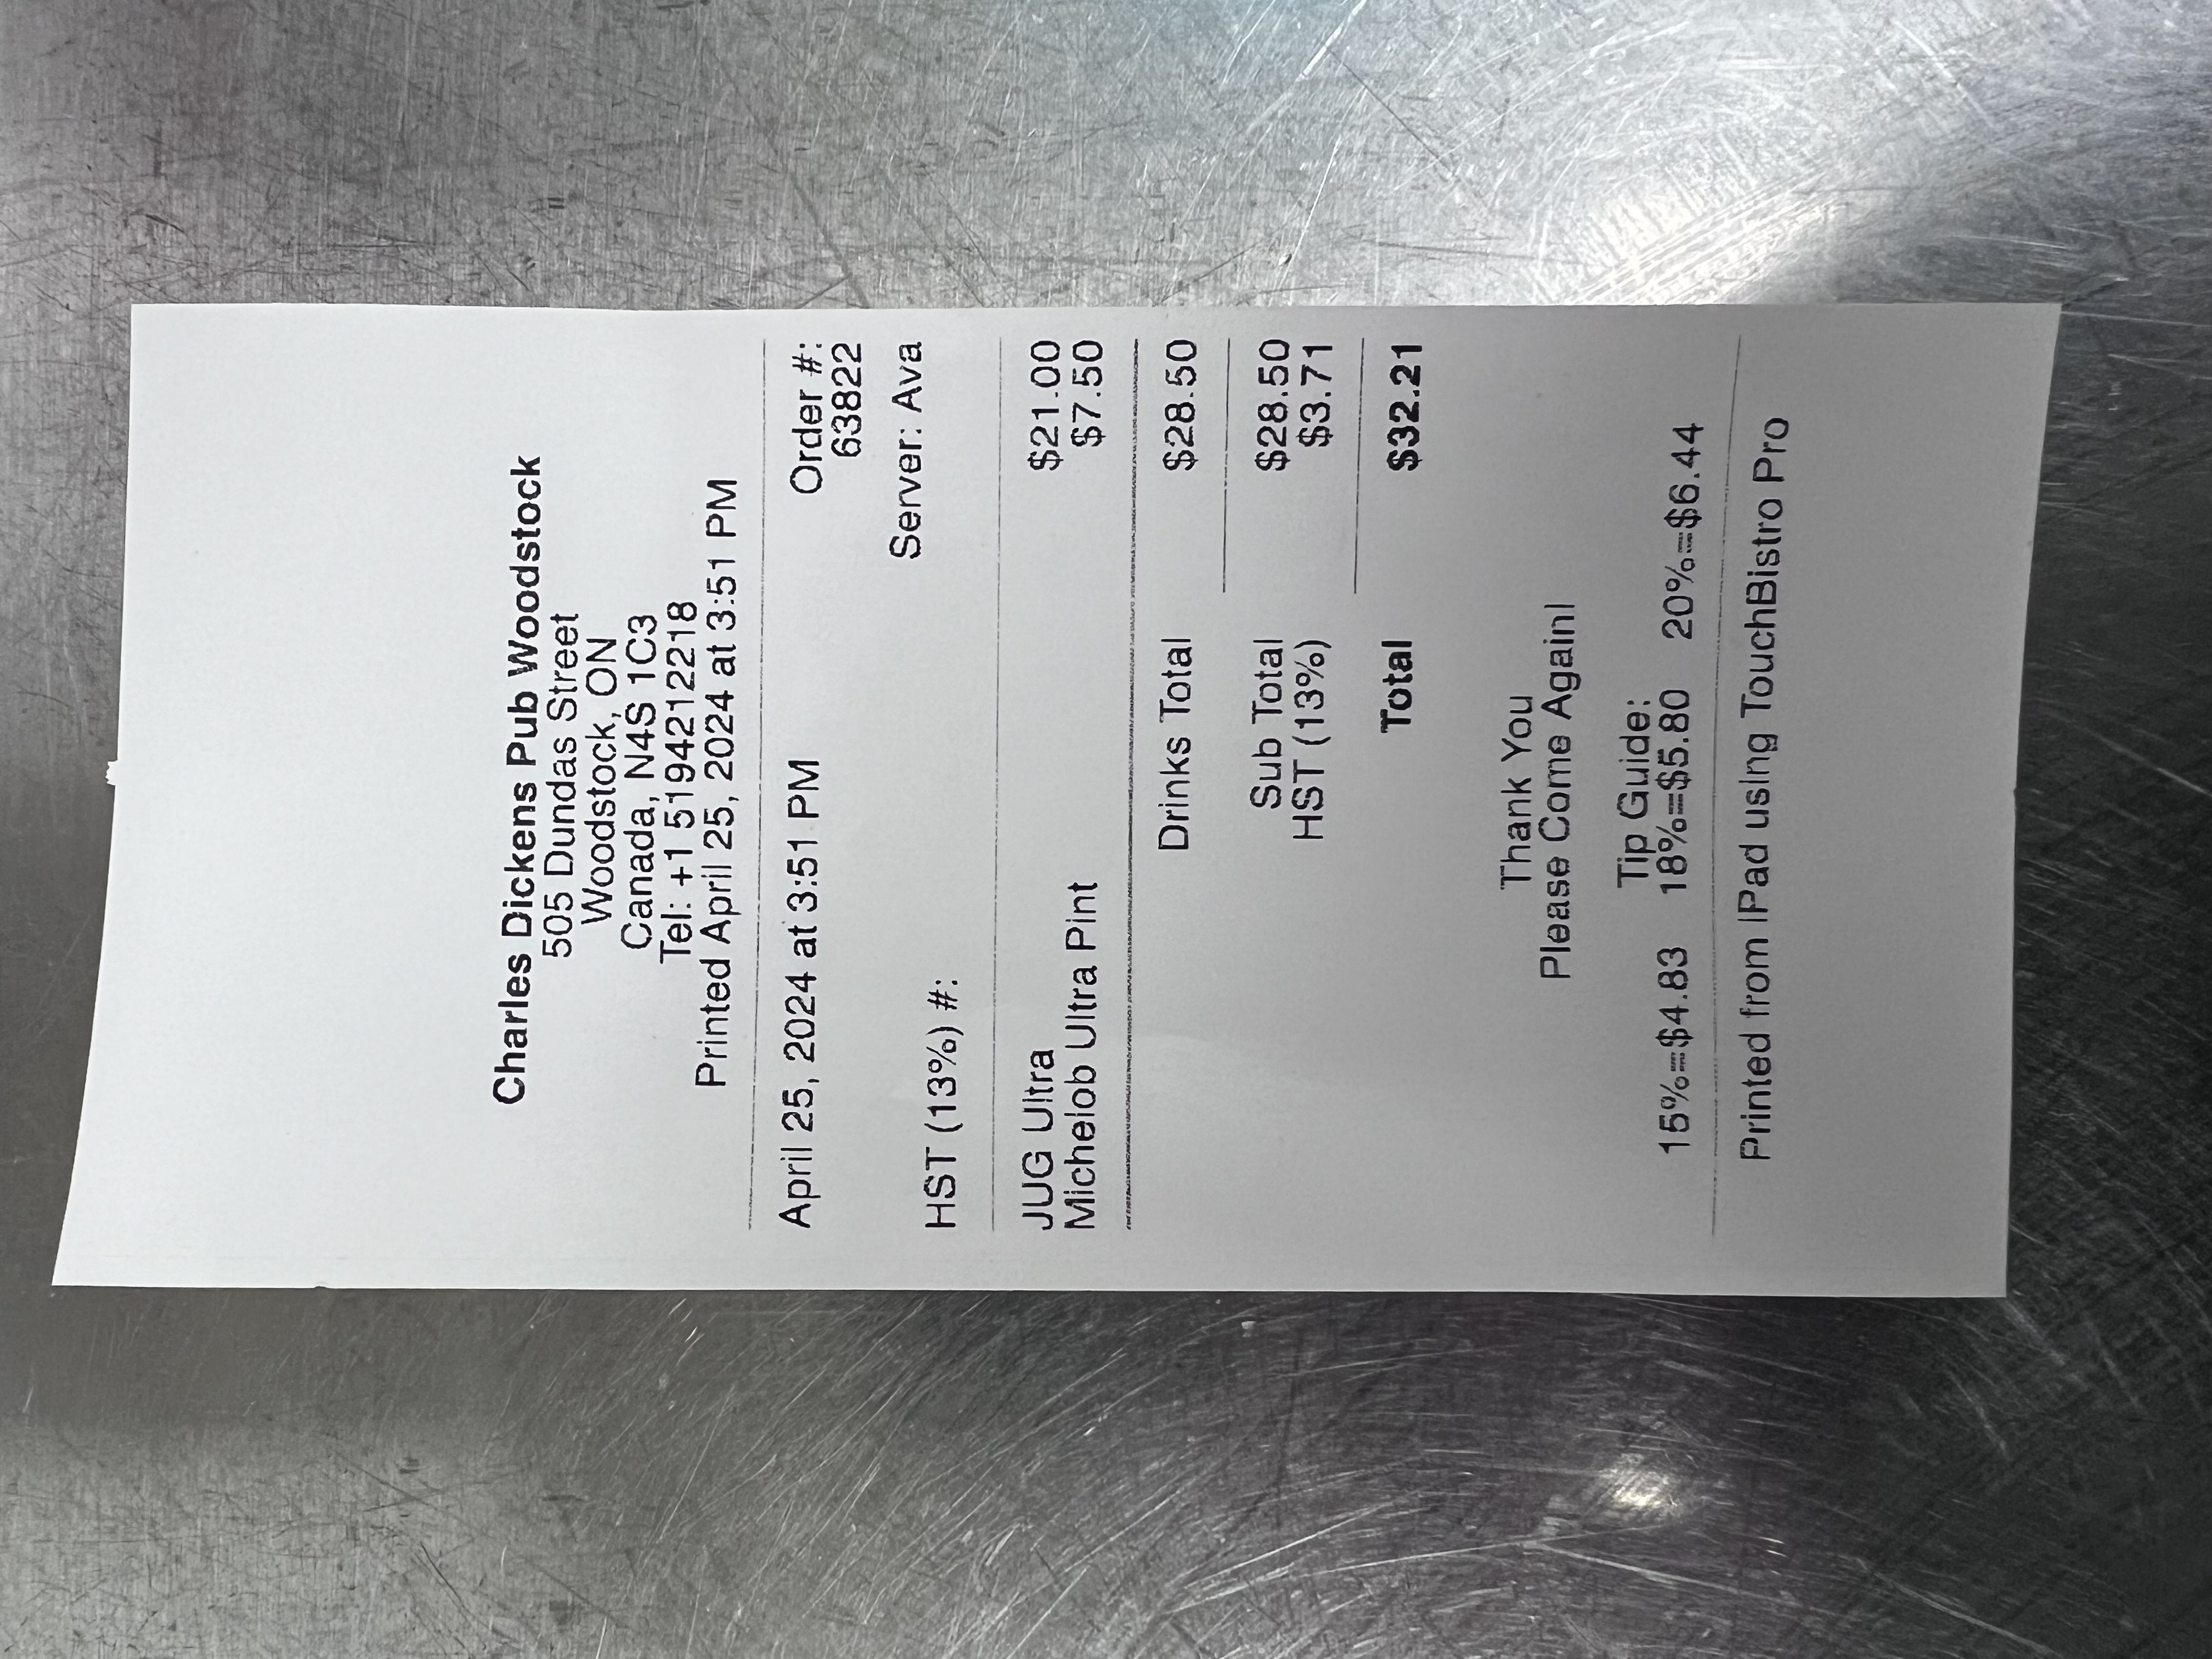 Charles Dickens Pub Woodstock
505 Dundas Street
Woodstock, ON
Canada, N4S 1C3
Tel: +1 5194212218
Printed April 25, 2024 at 3:51 PM
April 25, 2024 at 3:51 PM Order #:
63822
Server: Ava
HST (13%) #:
JUG Ultra $21.00
Michelob Ultra Pint $7.50
Drinks Total $28.50
Sub Total $28.50
HST (13%) $3.71
Total $32.21
Thank You
Please Come Again!
Tip Guide:
15%=$4.83 18%=$5.80 20%=$6.44
Printed from iPad using TouchBistro Pro